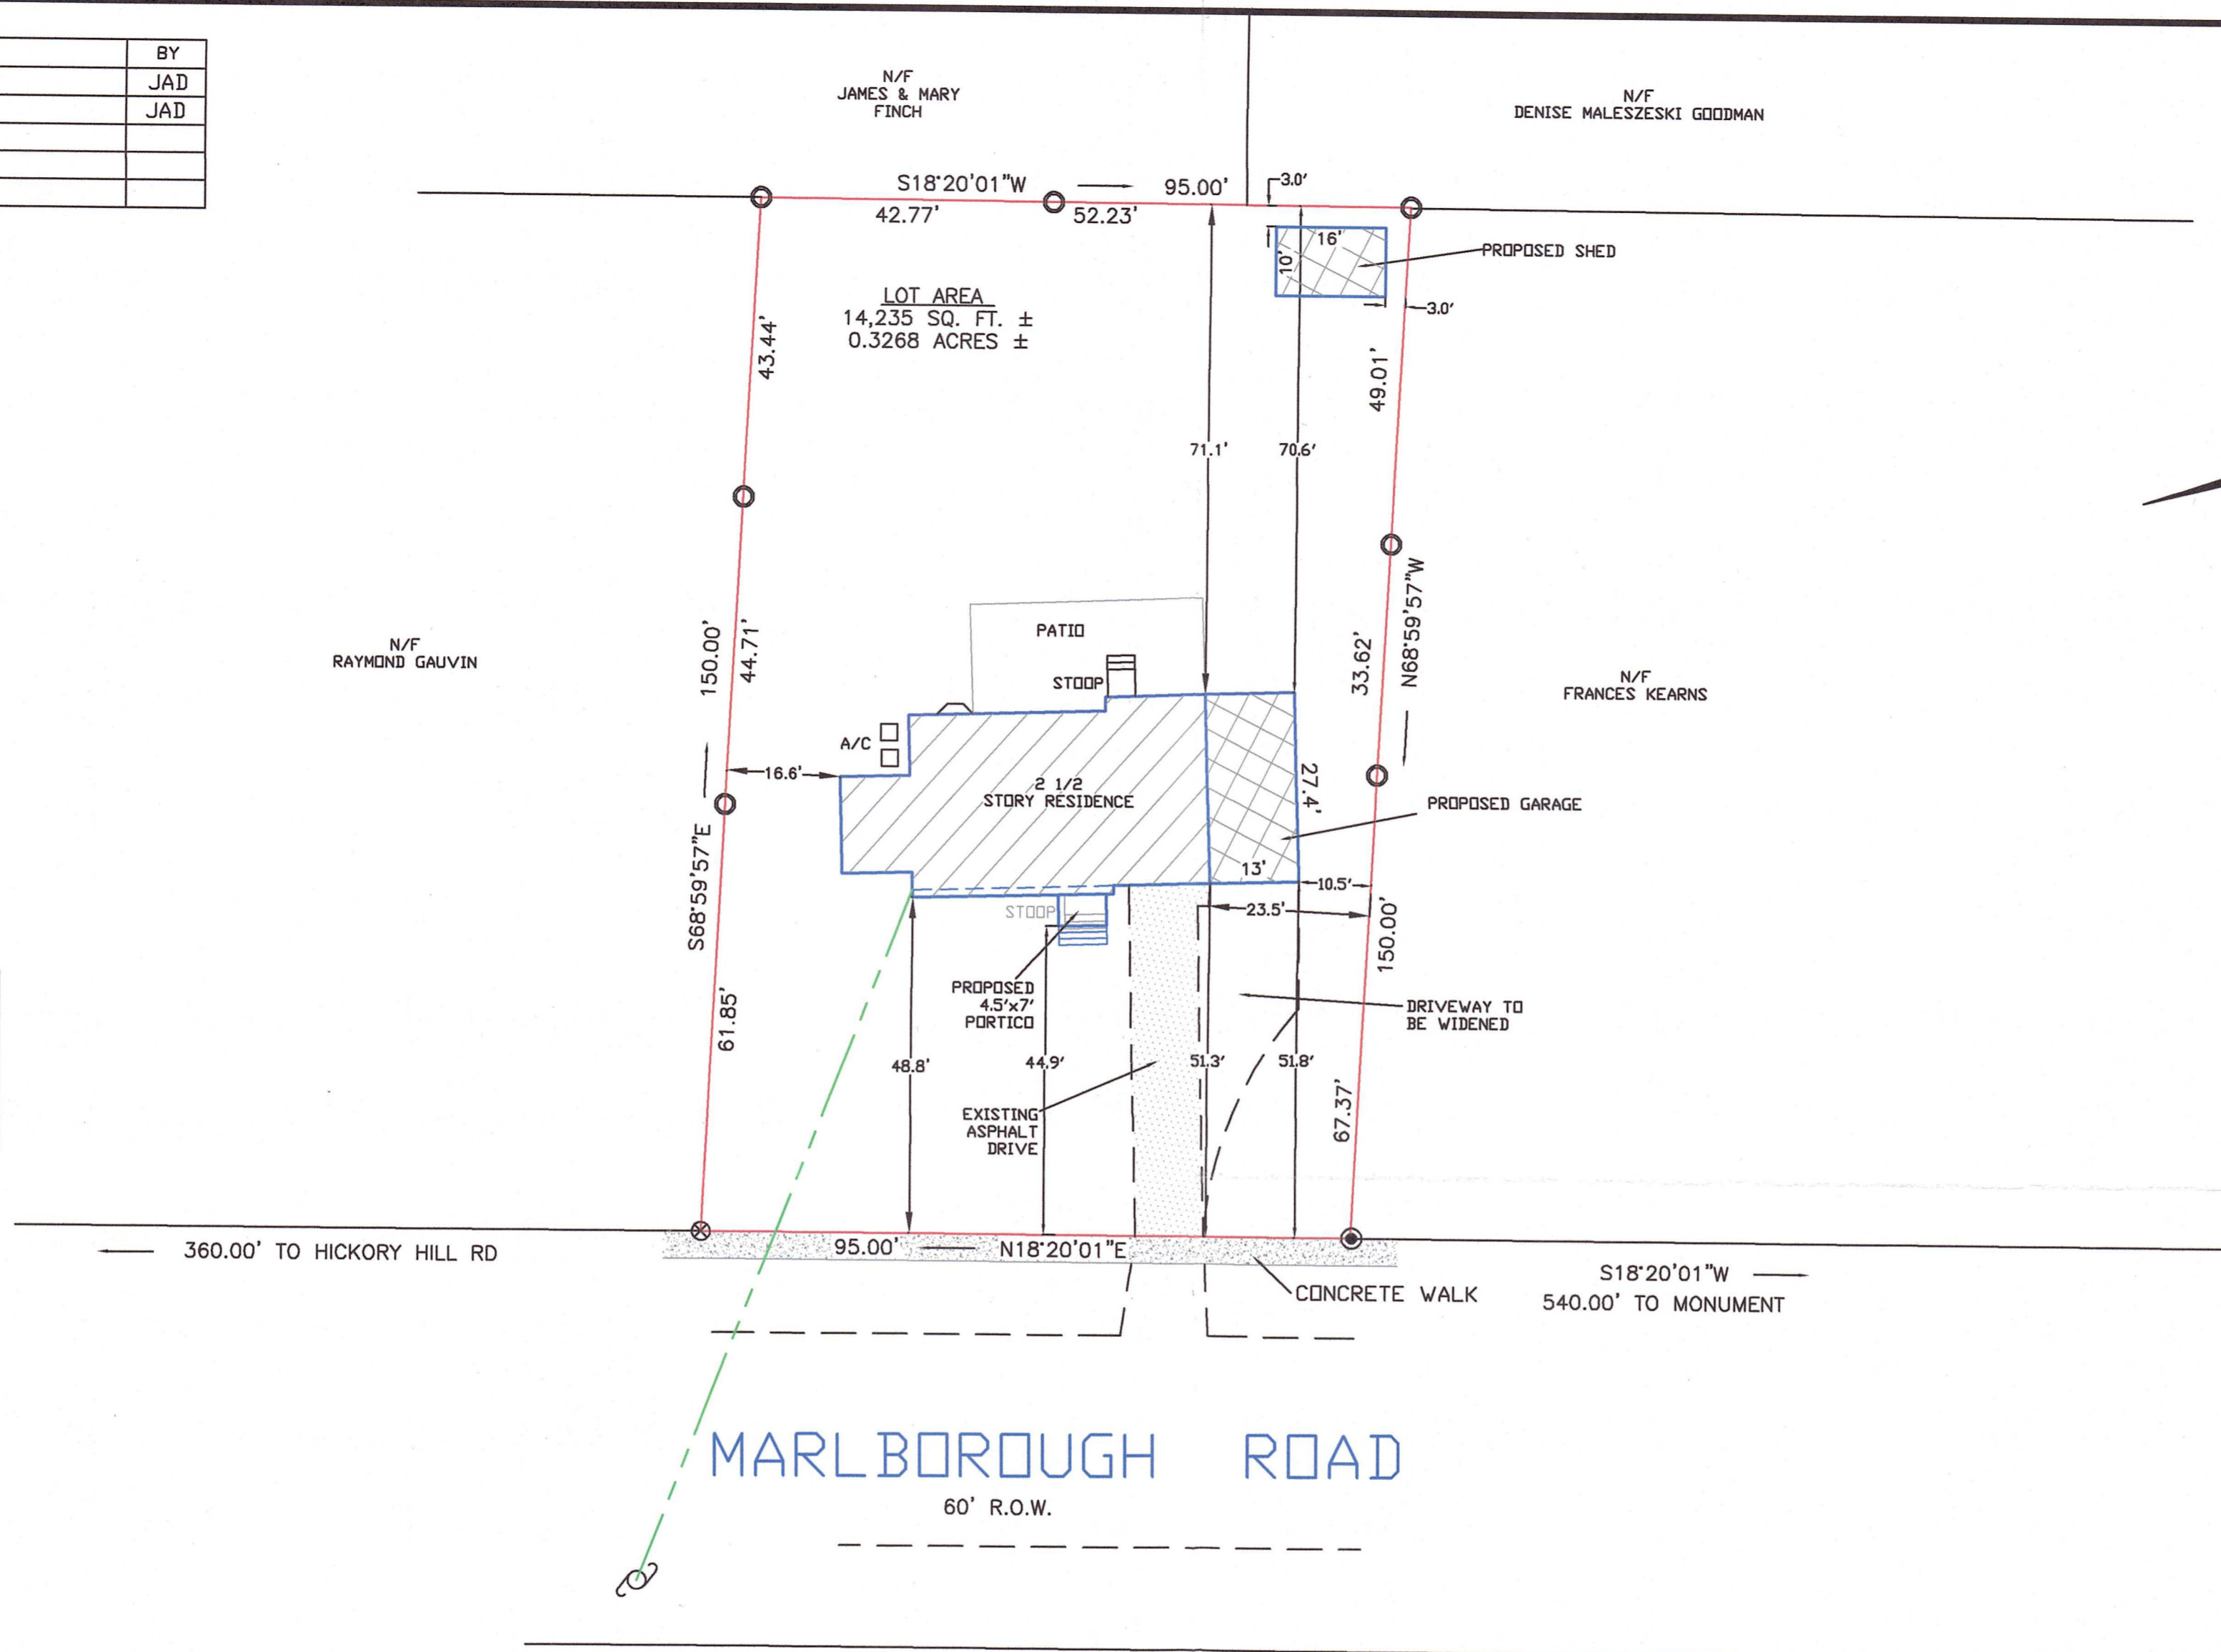 BY
JAD
JAD
N/F
JAMES & MARY
FINCH
N/F
DENISE MALESZESKI GOODMAN
S18°20'01"W
95.00'
42.77'
52.23'
3.0'
16'
10'
PROPOSED SHED
3.0'
LOT AREA
14,235 SQ. FT. ±
0.3268 ACRES ±
43.44'
49.01'
71.1'
70.6'
N/F
RAYMOND GAUVIN
150.00'
44.71'
PATIO
STOOP
33.62'
N68°59'57"W
N/F
FRANCES KEARNS
A/C
16.6'
2 1/2
STORY RESIDENCE
27.4'
PROPOSED GARAGE
13'
10.5'
23.5'
S68°59'57"E
STOOP
150.00'
PROPOSED
4.5'x7'
PORTICO
DRIVEWAY TO
BE WIDENED
61.85'
48.8'
44.9'
51.3'
51.8'
67.37'
EXISTING
ASPHALT
DRIVE
360.00' TO HICKORY HILL RD
95.00'
N18°20'01"E
CONCRETE WALK
S18°20'01"W
540.00' TO MONUMENT
MARLBOROUGH ROAD
60' R.O.W.